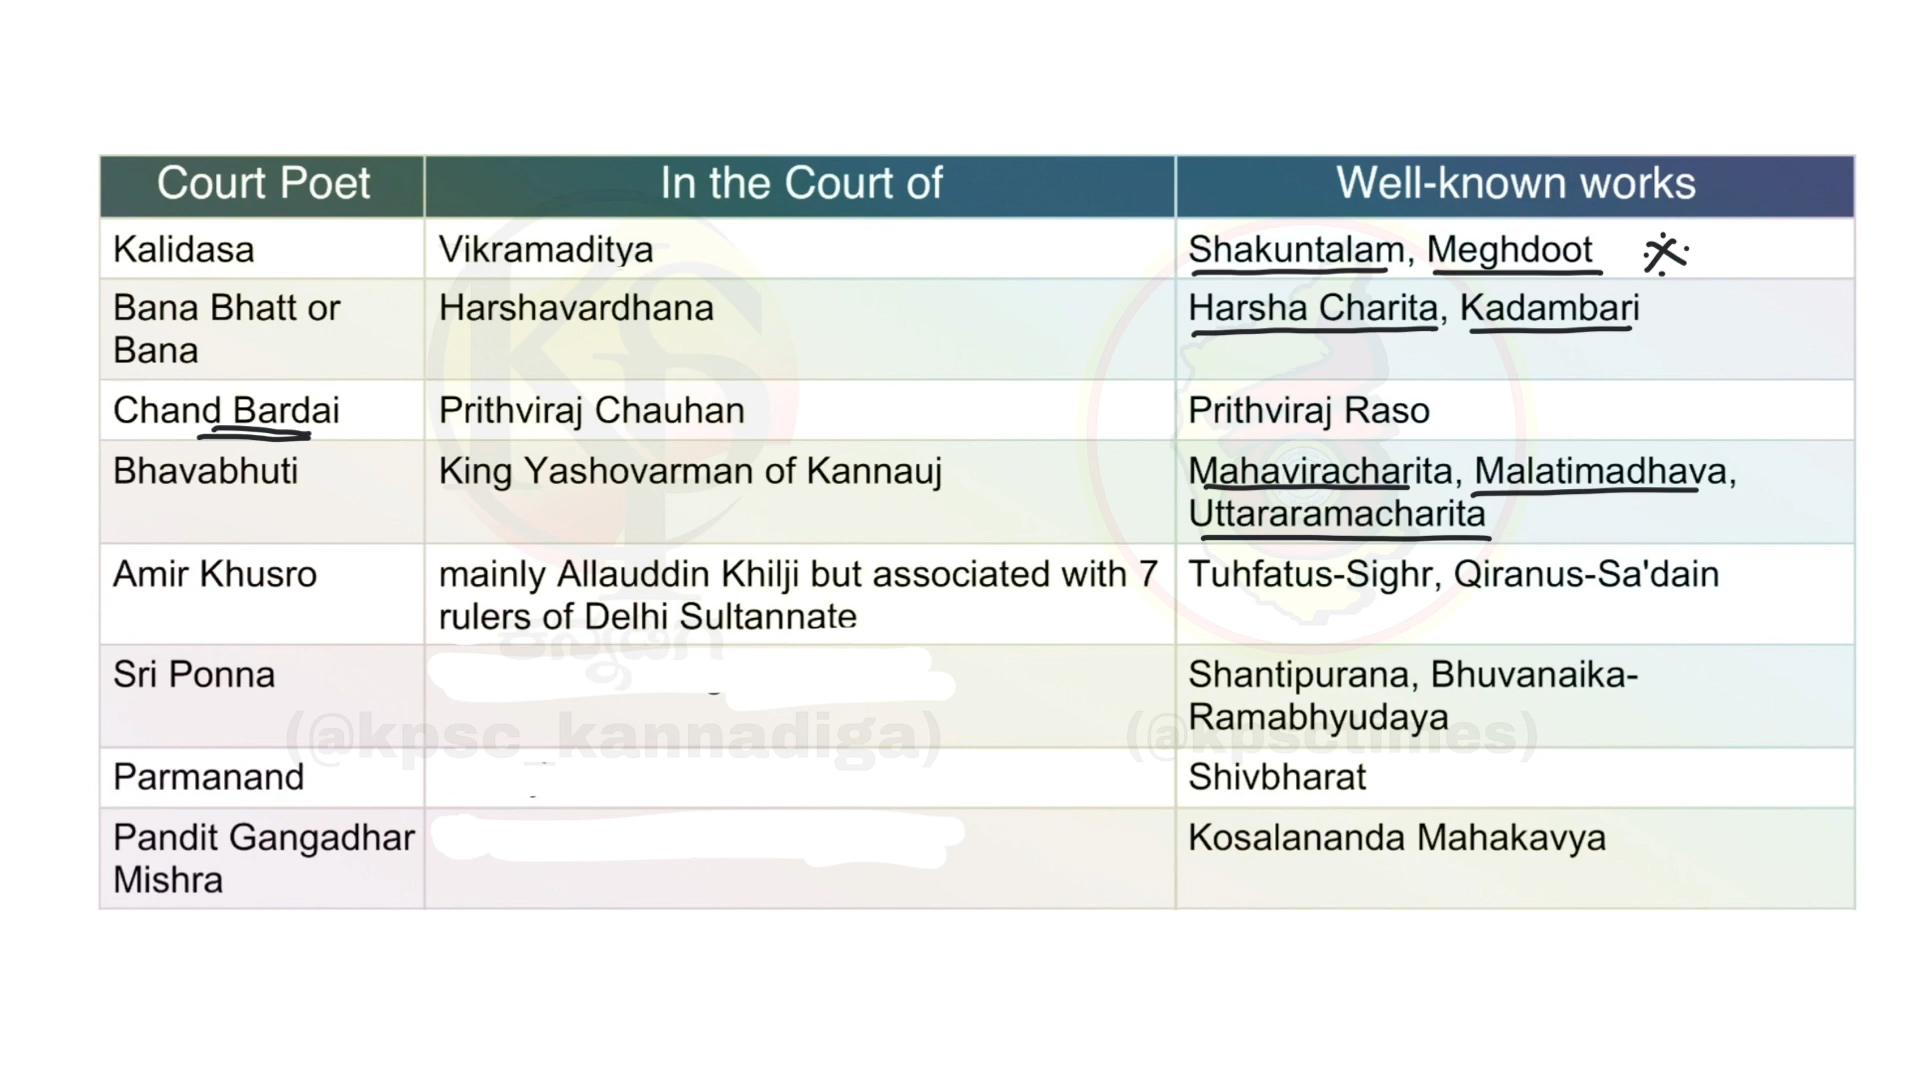 Court Poet In the Court of Well-known works
Kalidasa Vikramaditya Shakuntalam, Meghdoot
Bana Bhatt or Harshavardhana Harsha Charita, Kadambari
Bana
Chand Bardai Prithviraj Chauhan Prithviraj Raso
Bhavabhuti King Yashovarman of Kannauj Mahaviracharita, Malatimadhava,
Uttararamacharita
Amir Khusro mainly Allauddin Khilji but associated with 7 Tuhfatus-Sighr, Qiranus-Sa'dain
rulers of Delhi Sultannate
Sri Ponna Shantipurana, Bhuvanaika-
Ramabhyudaya
(@kpsc_kannadiga) (@kpsctimes)
Parmanand Shivbharat
Pandit Gangadhar Kosalananda Mahakavya
Mishra